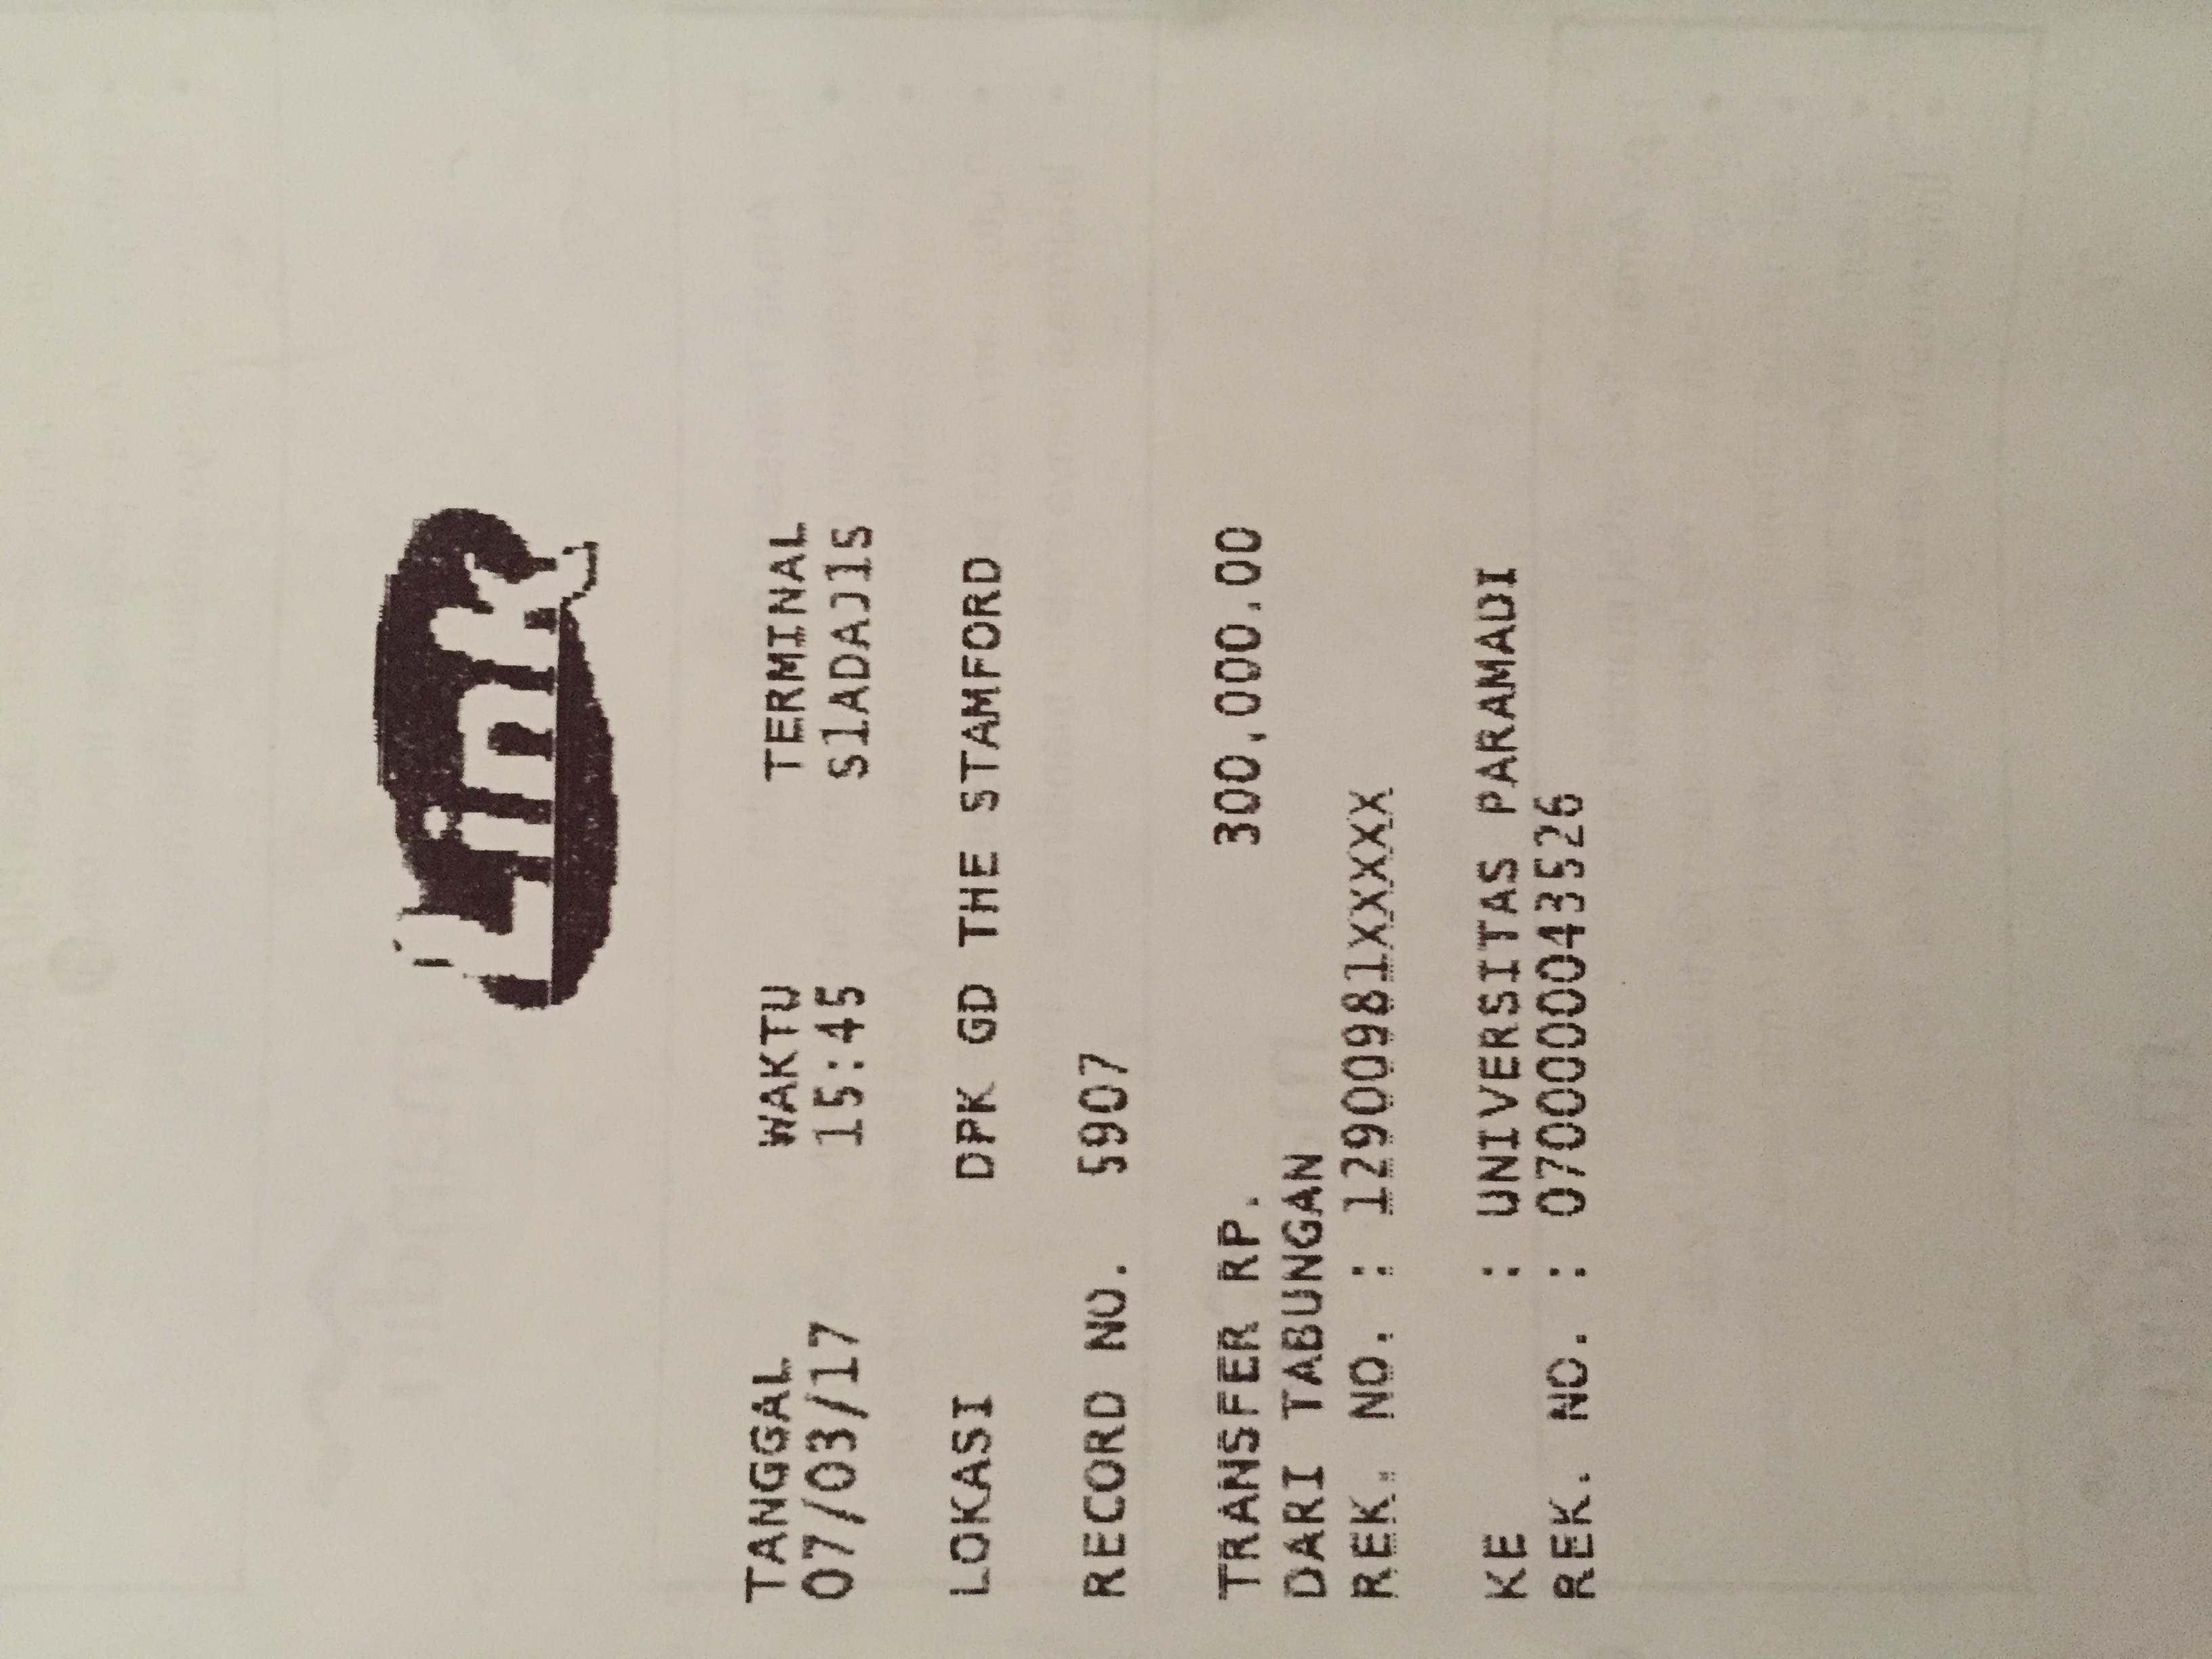 Link
TANGGAL WAKTU TERMINAL
07/03/17 15:45 S1ADAJ1S
LOKASI DPK GD THE STAMFORD
RECORD NO. 5907
TRANSFER RP. 300,000.00
DARI TABUNGAN
REK. NO. : 12900981XXXXX
KE : UNIVERSITAS PARAMADI
REK. NO. : 0700000043526